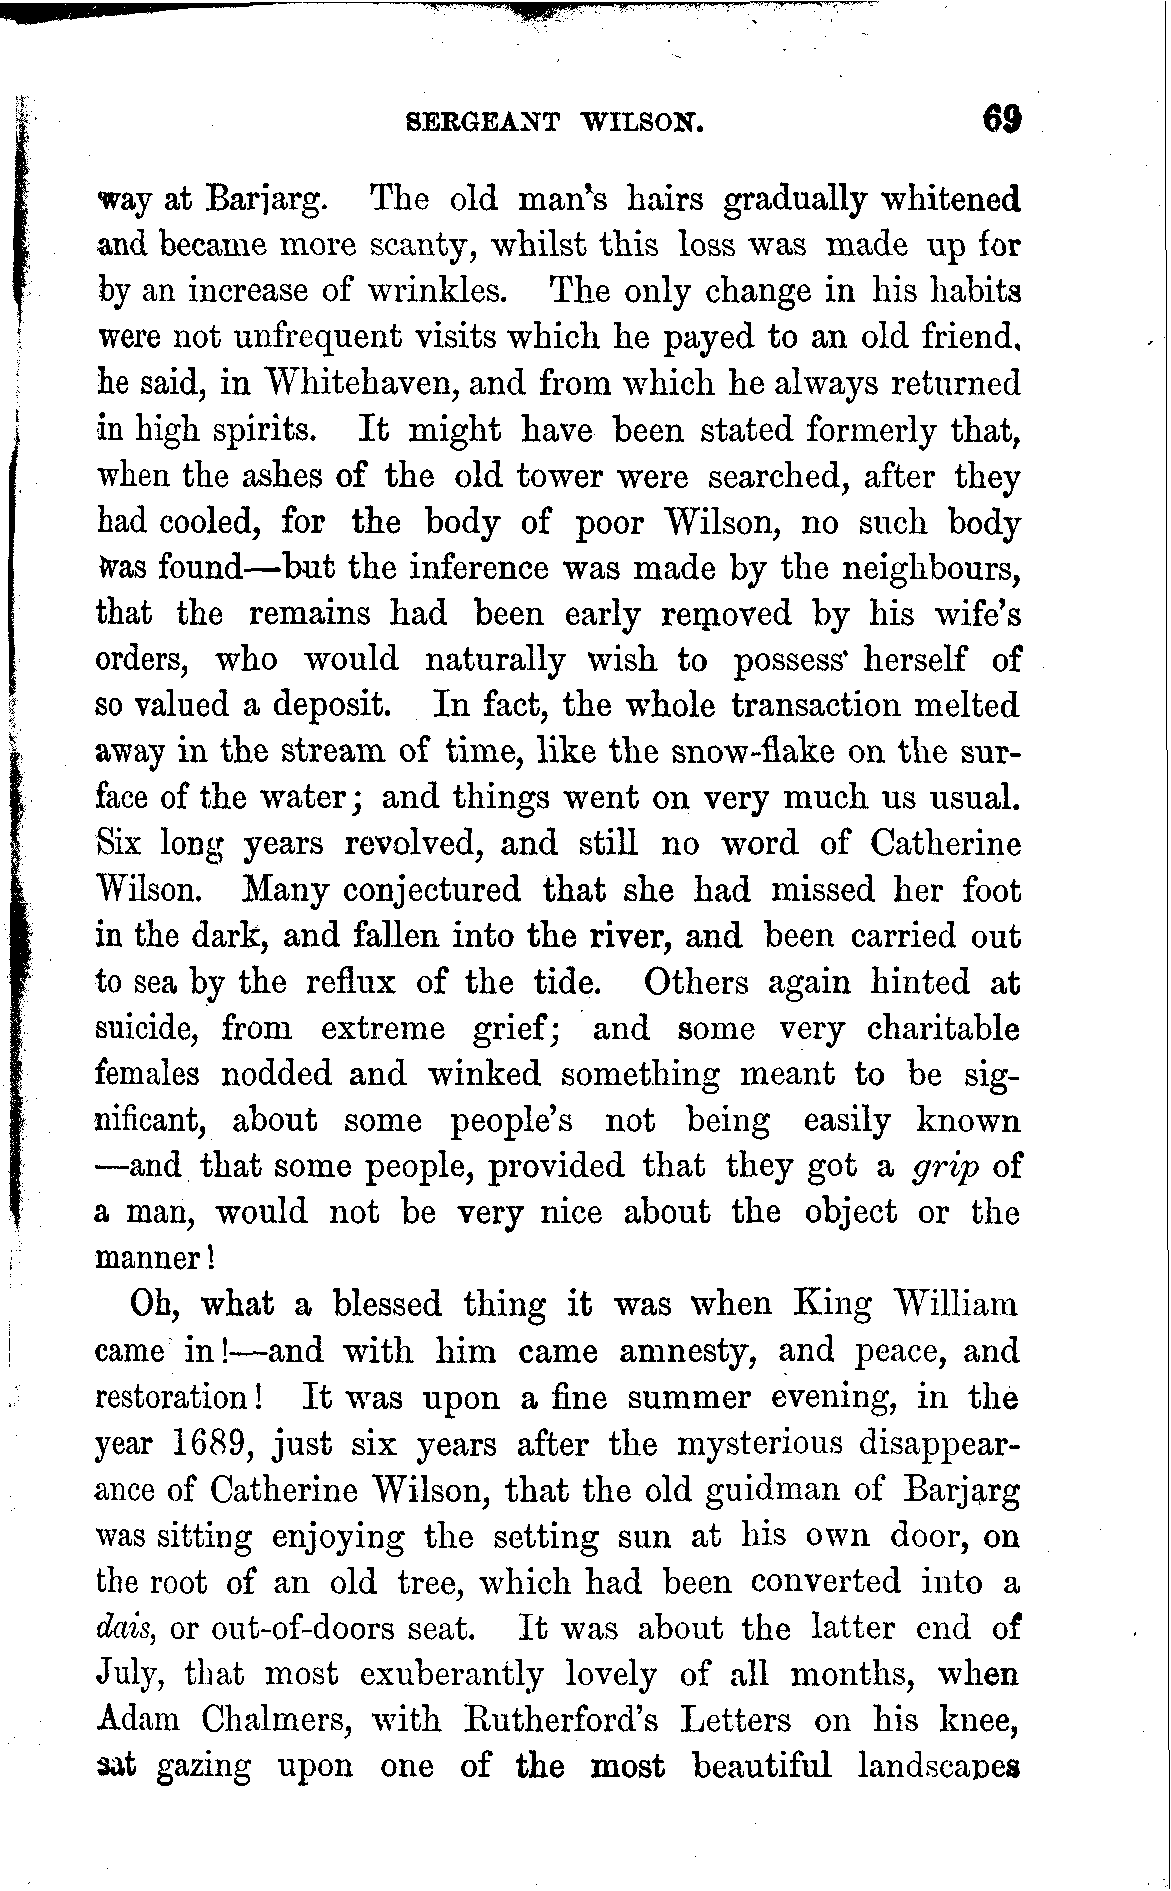 SERGEANT WILSON. 69
way at Barjarg. The old man's hairs gradually whitened
and became more scanty, whilst this loss was made up for
by an increase of wrinkles. The only change in his habits
were not unfrequent visits which he payed to an old friend,
he said, in Whitehaven, and from which he always returned
in high spirits. It might have been stated formerly that,
when the ashes of the old tower were searched, after they
had cooled, for the body of poor Wilson, no such body
was found—but the inference was made by the neighbours,
that the remains had been early removed by his wife's
orders, who would naturally wish to possess herself of
so valued a deposit. In fact, the whole transaction melted
away in the stream of time, like the snow-flake on the sur-
face of the water; and things went on very much us usual.
Six long years revolved, and still no word of Catherine
Wilson. Many conjectured that she had missed her foot
in the dark, and fallen into the river, and been carried out
to sea by the reflux of the tide. Others again hinted at
suicide, from extreme grief; and some very charitable
females nodded and winked something meant to be sig-
nificant, about some people's not being easily known
—and that some people, provided that they got a grip of
a man, would not be very nice about the object or the
manner!
Oh, what a blessed thing it was when King William
came in!—and with him came amnesty, and peace, and
restoration! It was upon a fine summer evening, in the
year 1689, just six years after the mysterious disappear-
ance of Catherine Wilson, that the old guidman of Barjarg
was sitting enjoying the setting sun at his own door, on
the root of an old tree, which had been converted into a
dais, or out-of-doors seat. It was about the latter end of
July, that most exuberantly lovely of all months, when
Adam Chalmers, with Rutherford's Letters on his knee,
sat gazing upon one of the most beautiful landscapes